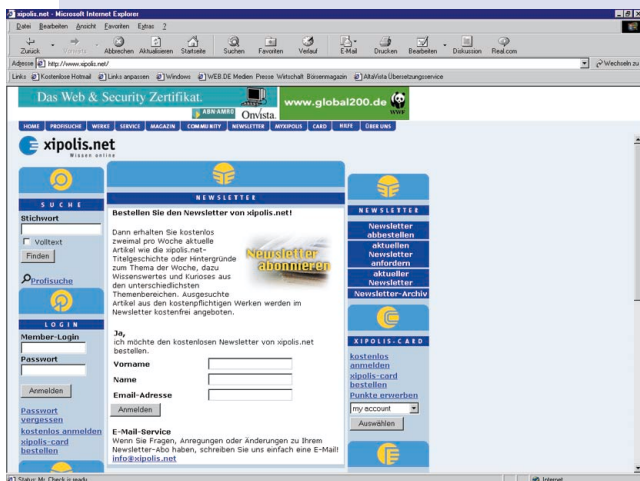 xipolis.net - Microsoft Internet Explorer
Datei Bearbeiten Ansicht Favoriten Extras ?
Zurück Vorwärts Abbrechen Aktualisieren Startseite Suchen Favoriten Verlauf E-Mail Drucken Bearbeiten Diskussion Real.com
Adresse http://www.xipolis.net/ Wechseln zu
Links Kostenlose Hotmail Links anpassen Windows WEB.DE Medien Presse Wirtschaft Börsenmagazin AltaVista Übersetzungsservice
Das Web & Security Zertifikat.
ABN·AMRO Onvista.
www.global200.de
WWF
HOME PROFISUCHE WERKE SERVICE MAGAZIN COMMUNITY NEWSLETTER MYXIPOLIS CARD HILFE ÜBER UNS
xipolis.net
Wissen online
SUCHE
Stichwort
Volltext
Finden
Profisuche
LOGIN
Member-Login
Passwort
Anmelden
Passwort
vergessen
kostenlos anmelden
xipolis-card
bestellen
NEWSLETTER
Bestellen Sie den Newsletter von xipolis.net!
Dann erhalten Sie kostenlos
zweimal pro Woche aktuelle
Artikel wie die xipolis.net-
Titelgeschichte oder Hintergründe
zum Thema der Woche, dazu
Wissenswertes und Kurioses aus
den unterschiedlichsten
Themenbereichen. Ausgesuchte
Artikel aus den kostenpflichtigen Werken werden im
Newsletter kostenfrei angeboten.
Newsletter
abonnieren
Ja,
ich möchte den kostenlosen Newsletter von xipolis.net
bestellen.
Vorname
Name
Email-Adresse
Anmelden
E-Mail-Service
Wenn Sie Fragen, Anregungen oder Änderungen zu Ihrem
Newsletter-Abo haben, schreiben Sie uns einfach eine E-Mail!
info@xipolis.net
NEWSLETTER
Newsletter
abbestellen
aktuellen
Newsletter
anfordern
aktueller
Newsletter
Newsletter-Archiv
XIPOLIS-CARD
kostenlos
anmelden
xipolis-card
bestellen
Punkte erwerben
my account
Auswählen
Status: Mr. Check is ready Internet